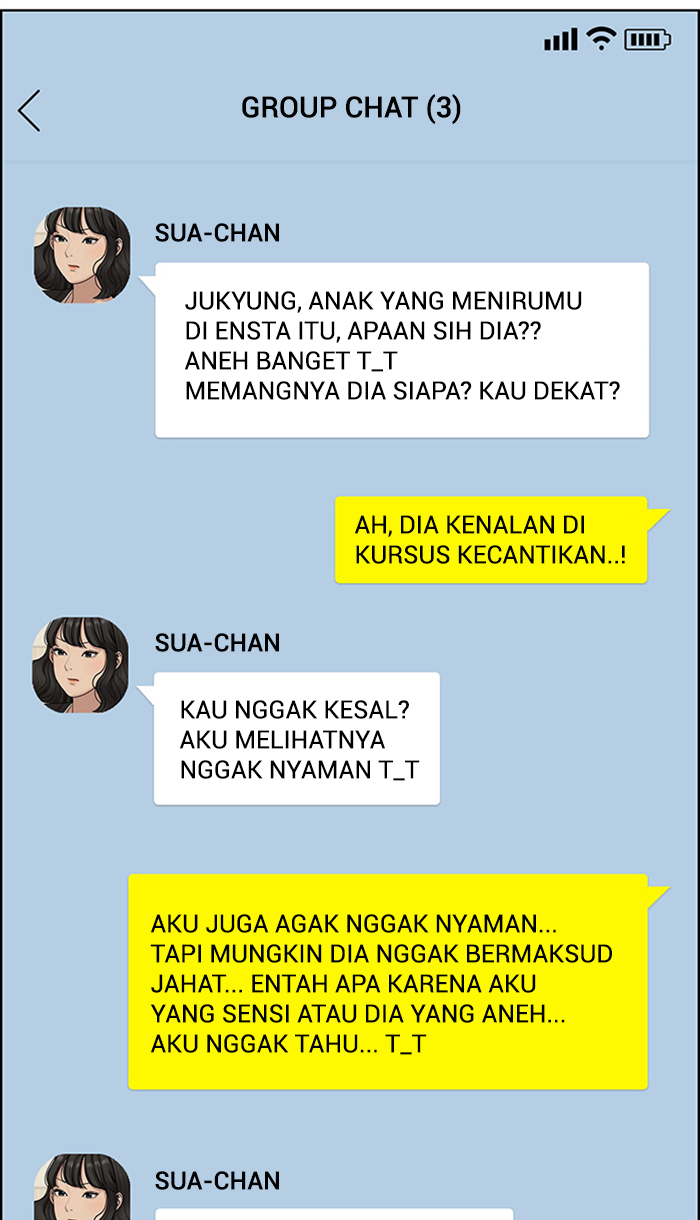 GROUP CHAT (3)
SUA-CHAN
JUKYUNG, ANAK YANG MENIRUMU
DI ENSTA ITU, APAAN SIH DIA??
ANEH BANGET T_T
MEMANGNYA DIA SIAPA? KAU DEKAT?
AH, DIA KENALAN DI
KURSUS KECANTIKAN..!
SUA-CHAN
KAU NGGAK KESAL?
AKU MELIHATNYA
NGGAK NYAMAN T_T
AKU JUGA AGAK NGGAK NYAMAN...
TAPI MUNGKIN DIA NGGAK BERMAKSUD
JAHAT... ENTAH APA KARENA AKU
YANG SENSI ATAU DIA YANG ANEH...
AKU NGGAK TAHU... T_T
SUA-CHAN